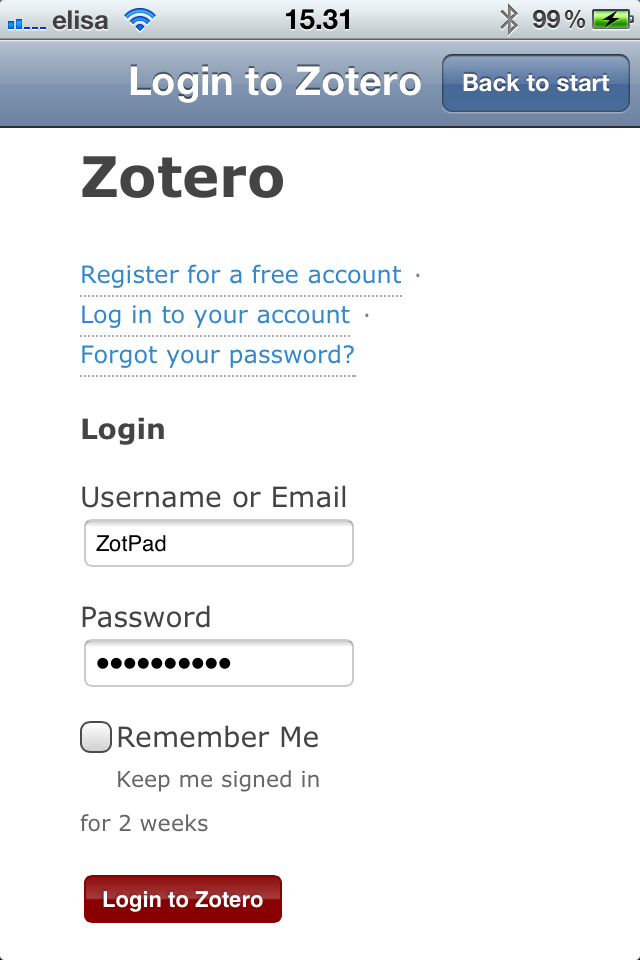 elisa 15.31 99%
Login to Zotero Back to start
Zotero
Register for a free account ·
Log in to your account ·
Forgot your password?
Login
Username or Email
ZotPad
Password
••••••••••
Remember Me
Keep me signed in
for 2 weeks
Login to Zotero